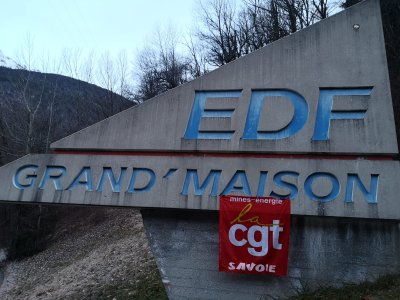 EDF
GRAND'MAISON
mines-énergie
la
cgt
SAVOIE